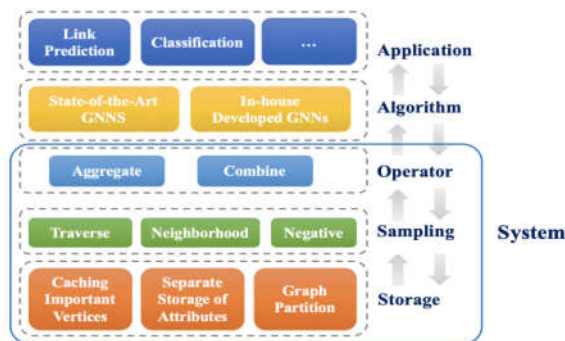 Link
Prediction
Classification
...
Application
State-of-the-Art
GNNS
In-house
Developed GNNs
Algorithm
Aggregate
Combine
Operator
Traverse
Neighborhood
Negative
Sampling
System
Caching
Important
Vertices
Separate
Storage of
Attributes
Graph
Partition
Storage